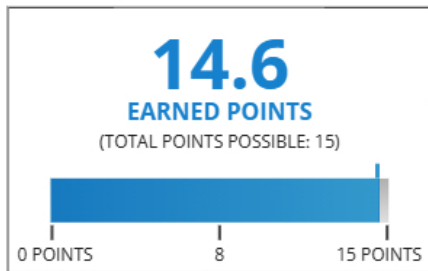 14.6
EARNED POINTS
(TOTAL POINTS POSSIBLE: 15)
0 POINTS 8 15 POINTS